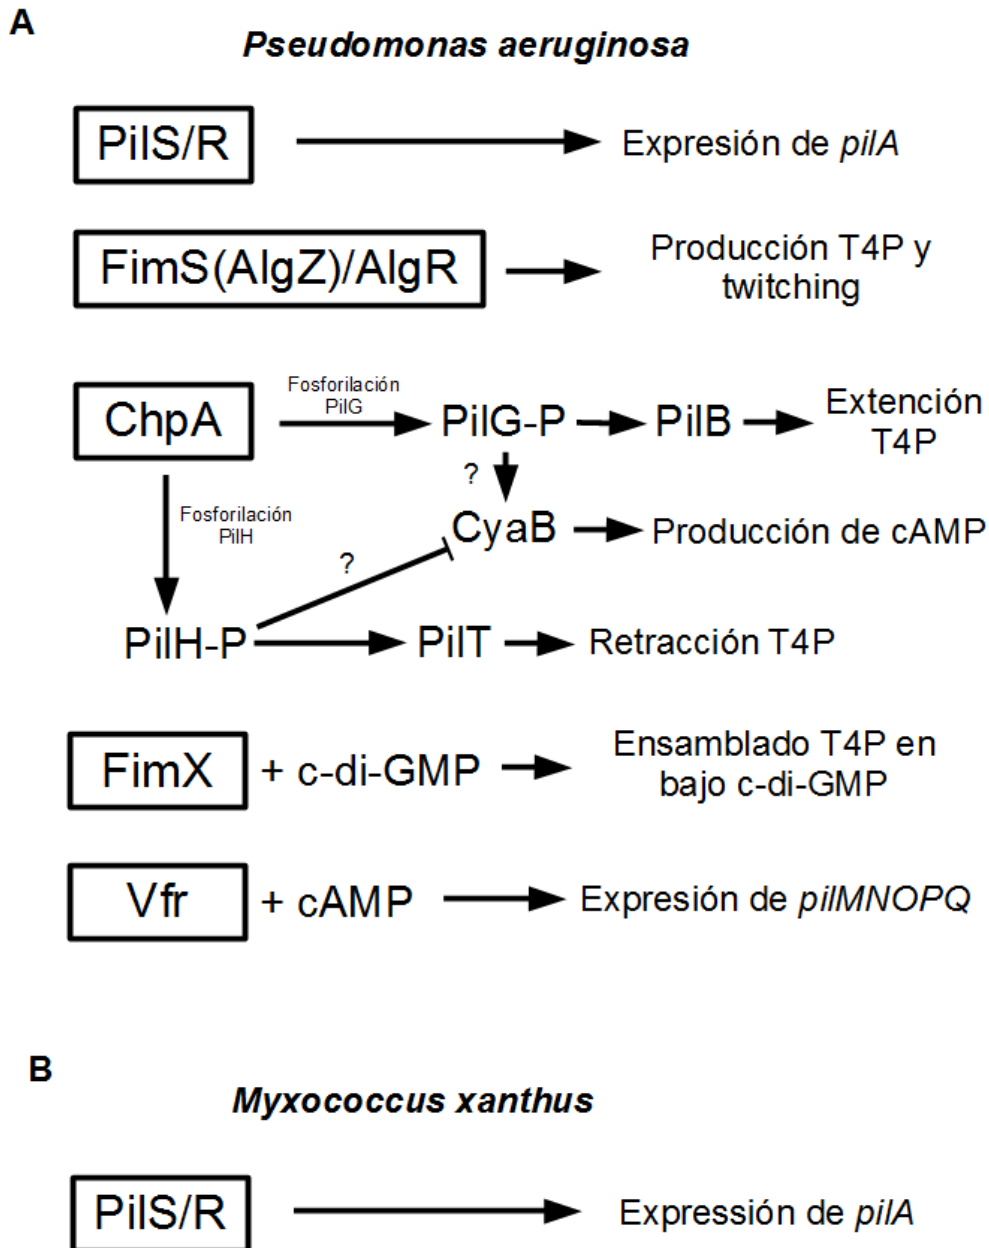 A
Pseudomonas aeruginosa
PilS/R
Expresión de pilA
FimS(AlgZ)/AlgR
Producción T4P y
twitching
ChpA
Fosforilación
PilG
PilG-P
PilB
Extención
T4P
?
Fosforilación
PilH
CyaB
Producción de cAMP
?
PilH-P
PilT
Retracción T4P
FimX
+ c-di-GMP
Ensamblado T4P en
bajo c-di-GMP
Vfr
+ cAMP
Expresión de pilMNOPQ
B
Myxococcus xanthus
PilS/R
Expressión de pilA